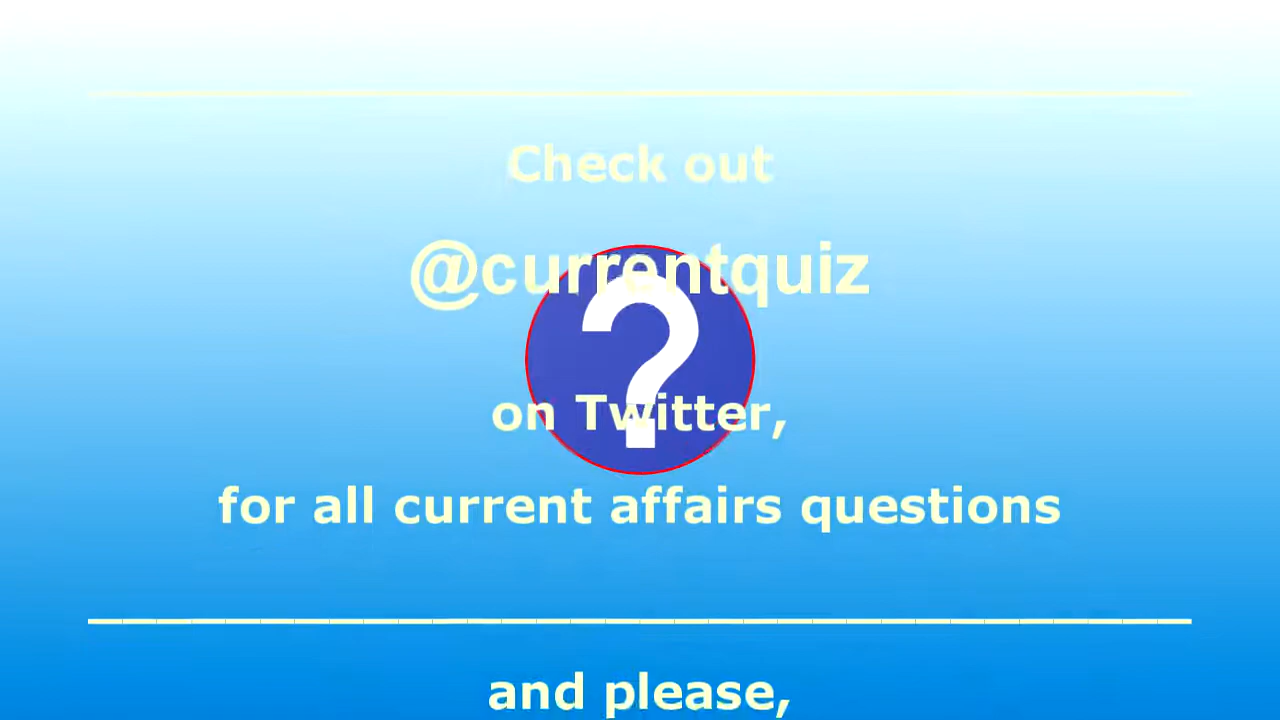 Check out
@currentquiz
?
on Twitter,
for all current affairs questions
and please,